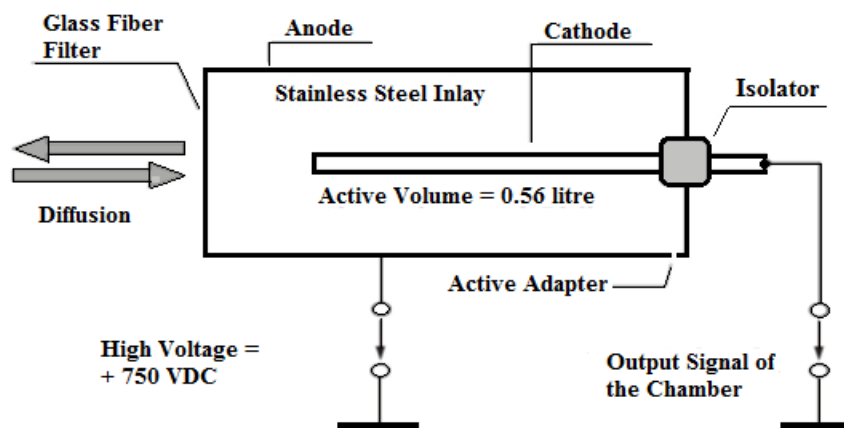 Glass Fiber
Filter
Anode
Cathode
Isolator
Stainless Steel Inlay
Active Volume = 0.56 litre
Diffusion
Active Adapter
High Voltage =
+ 750 VDC
Output Signal of
the Chamber